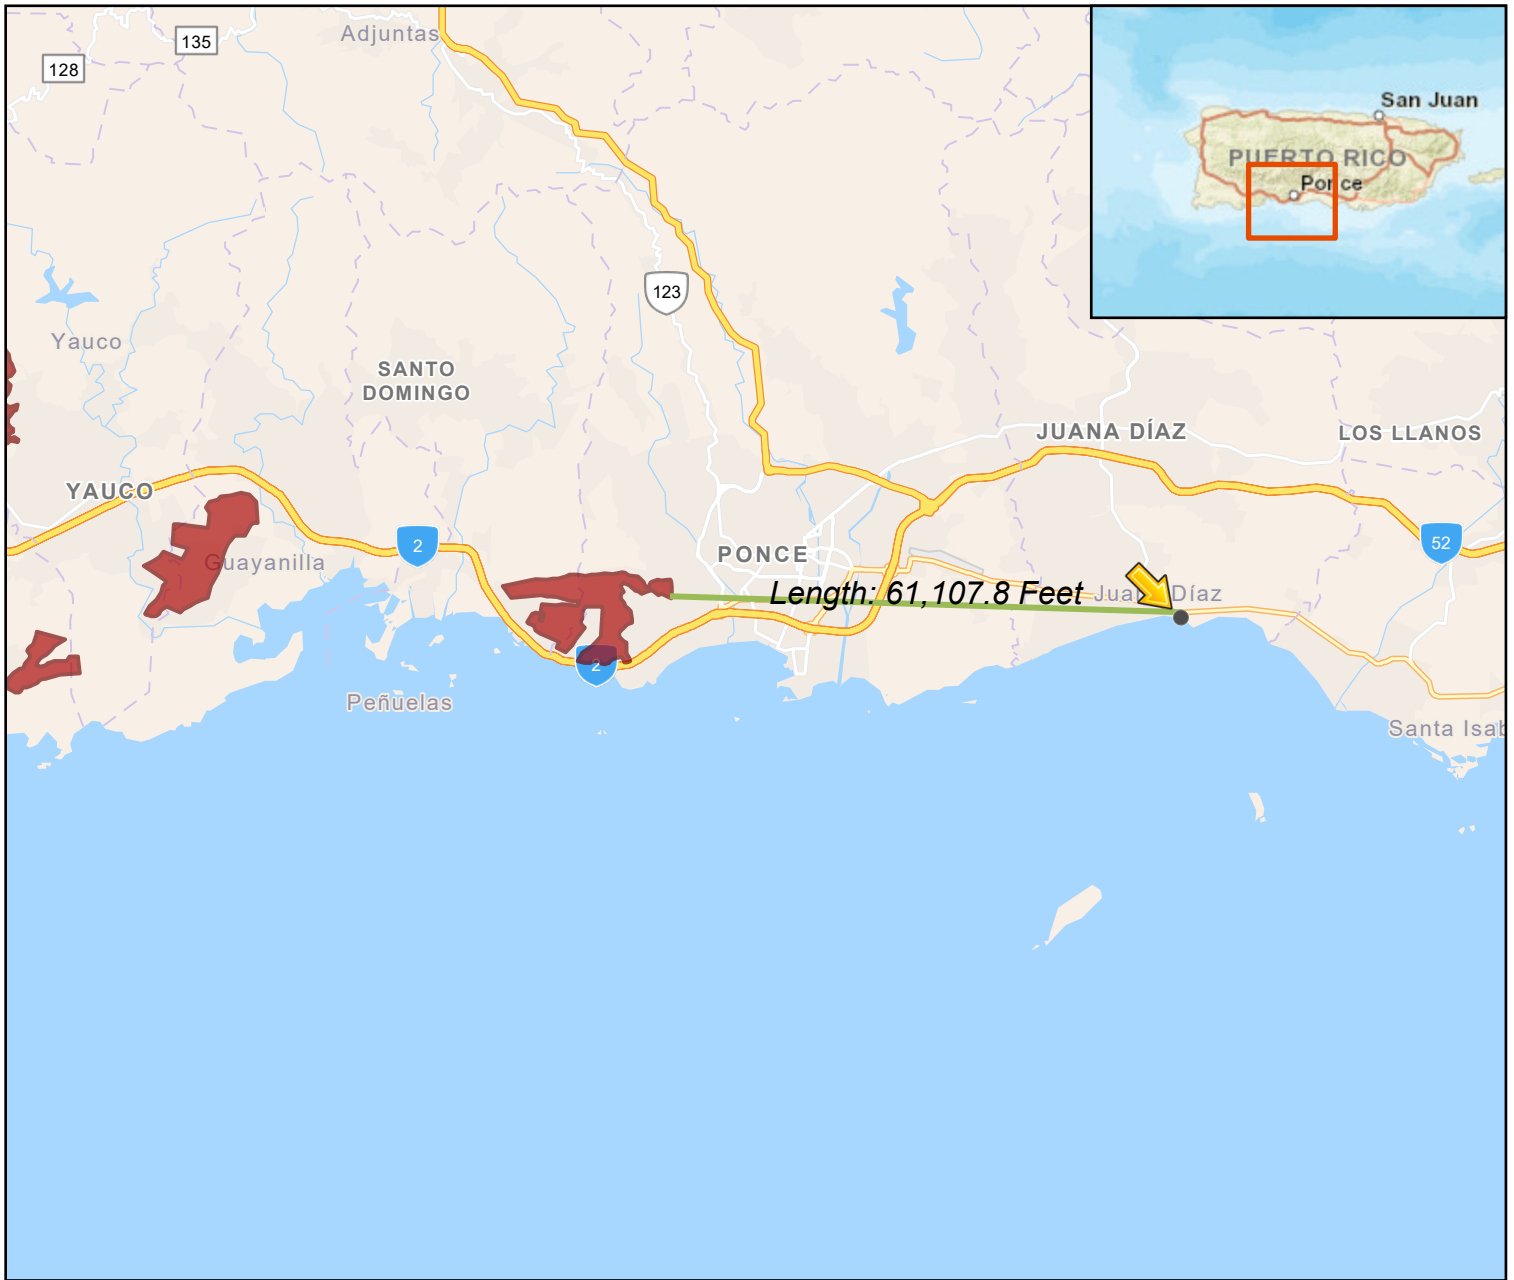 Adjuntas
135
128
San Juan
PUERTO RICO
Ponce
123
Yauco
SANTO
DOMINGO
JUANA DÍAZ
LOS LLANOS
YAUCO
2
52
Guayanilla
PONCE
Length: 61,107.8 Feet
Juana Díaz
2
Peñuelas
Santa Isab